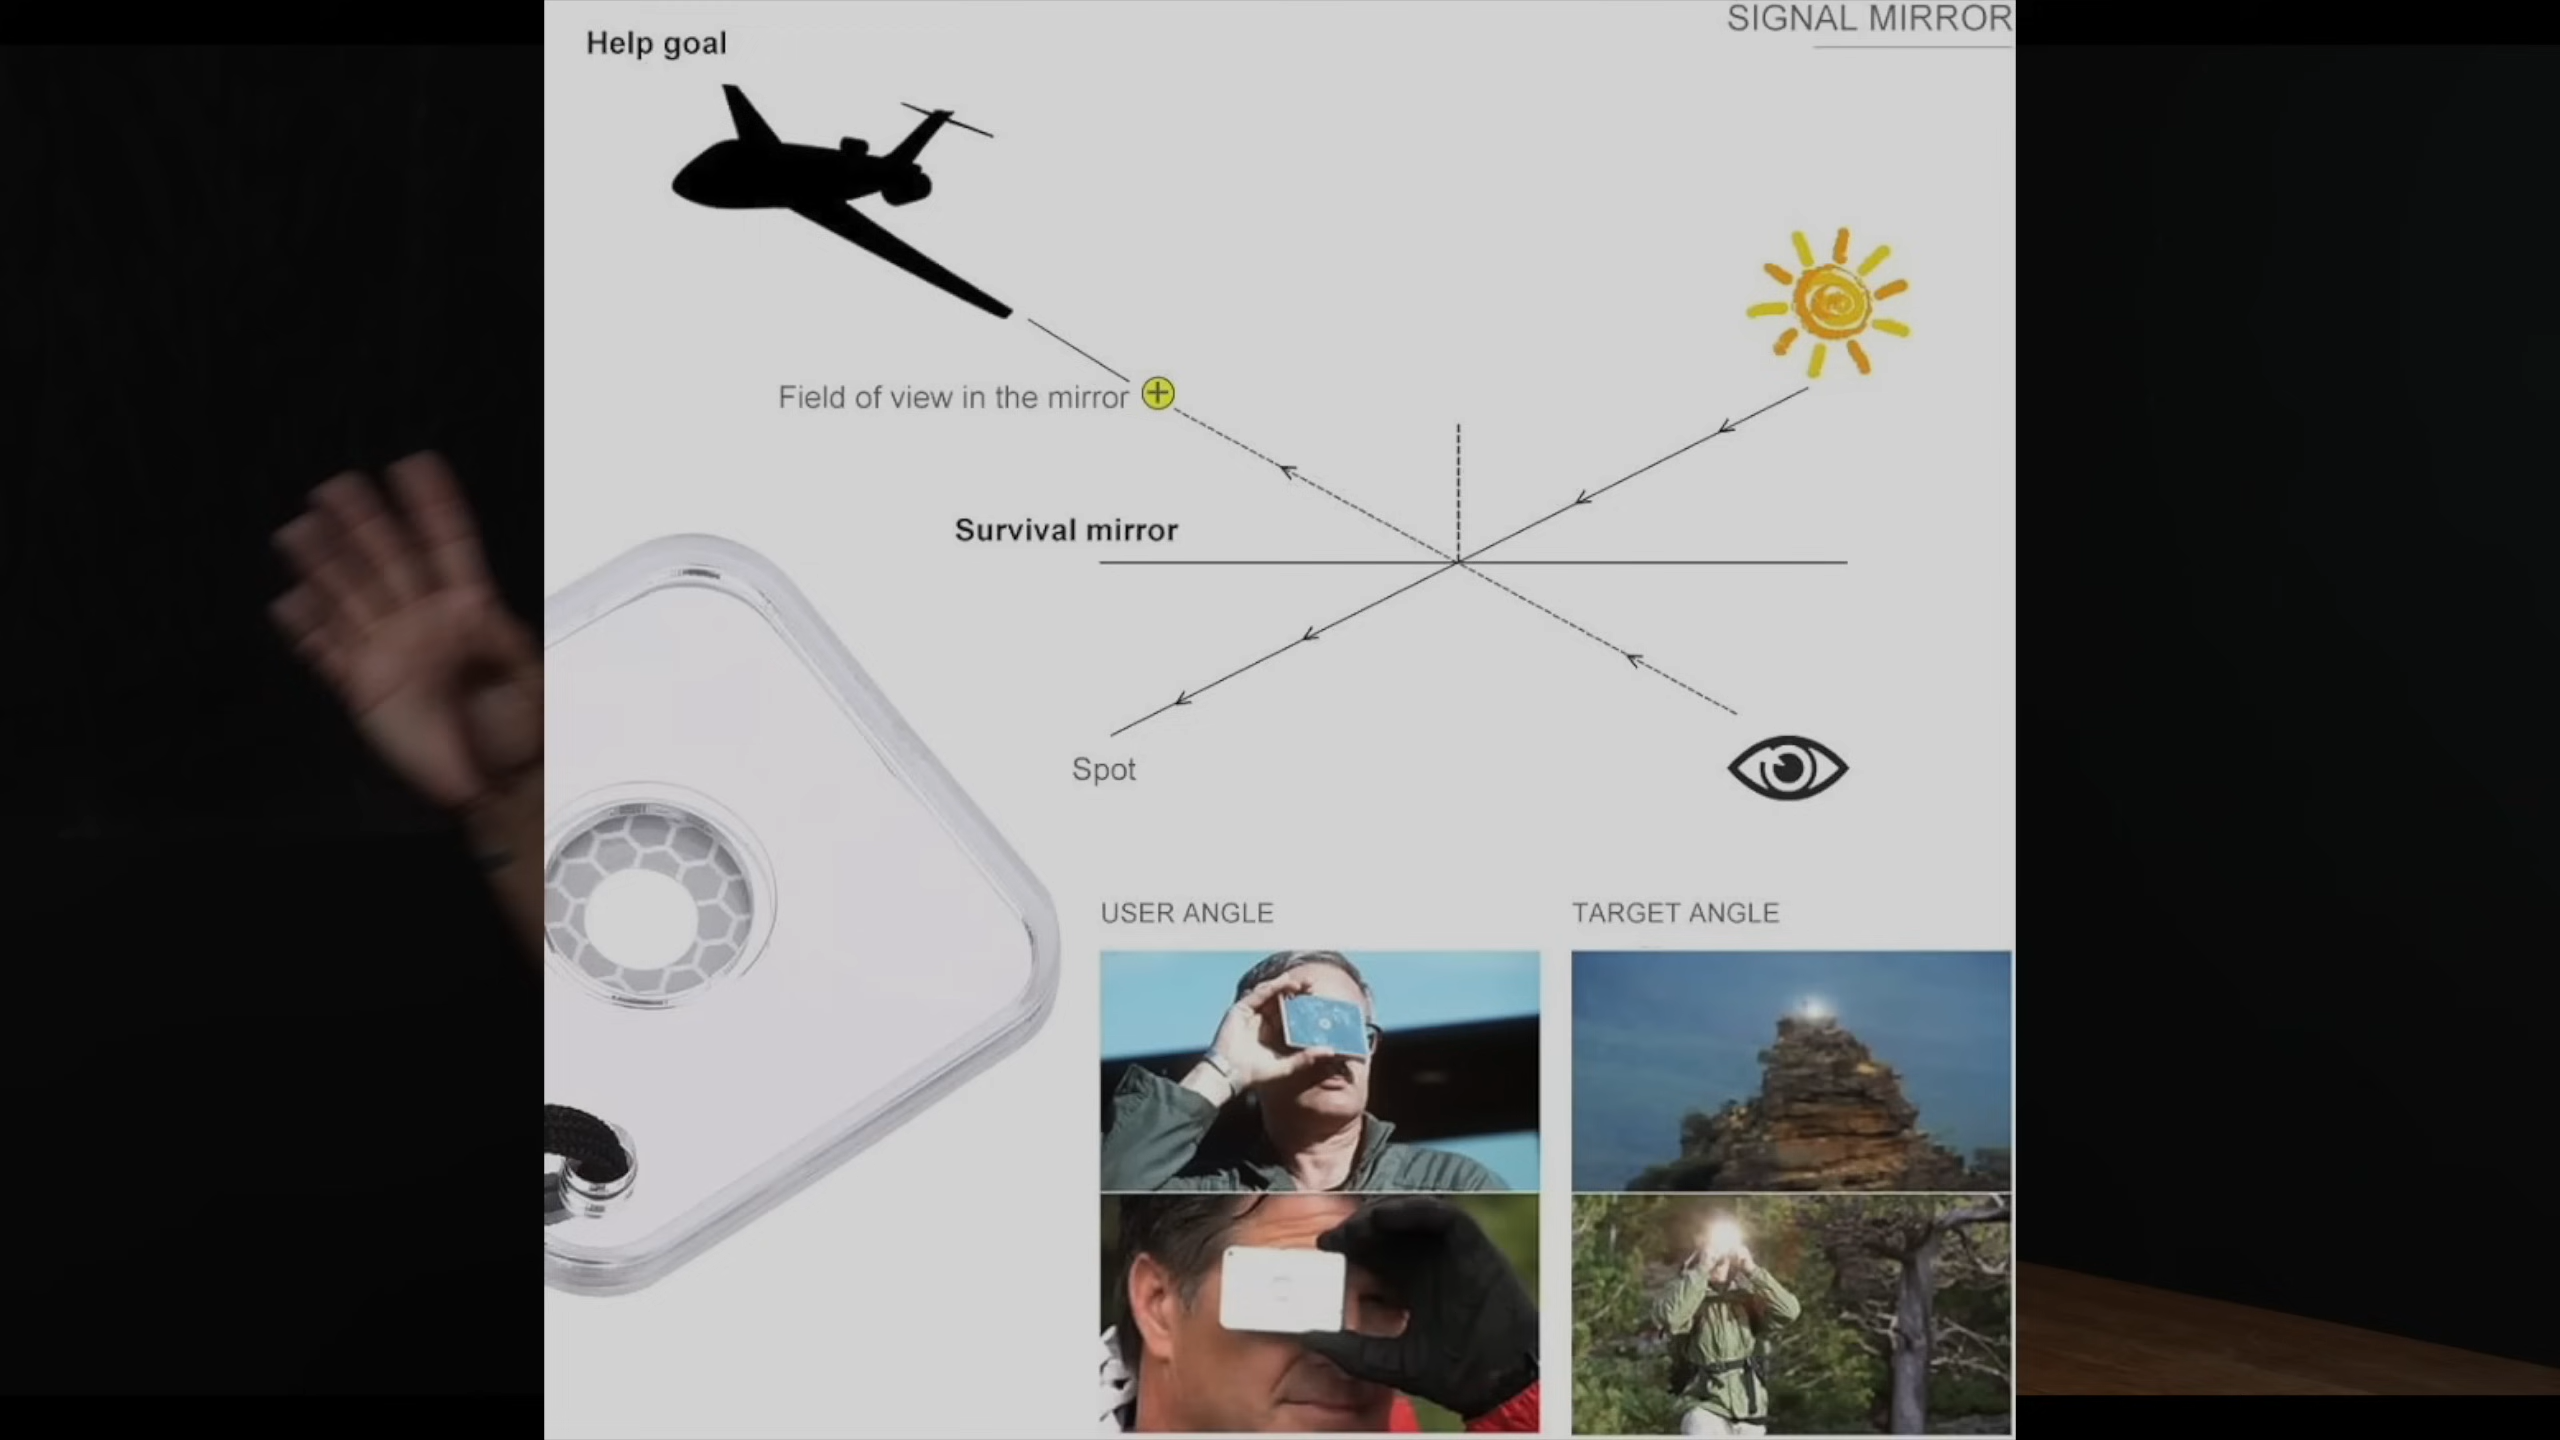 SIGNAL MIRROR
Help goal
Field of view in the mirror
Survival mirror
Spot
USER ANGLE
TARGET ANGLE